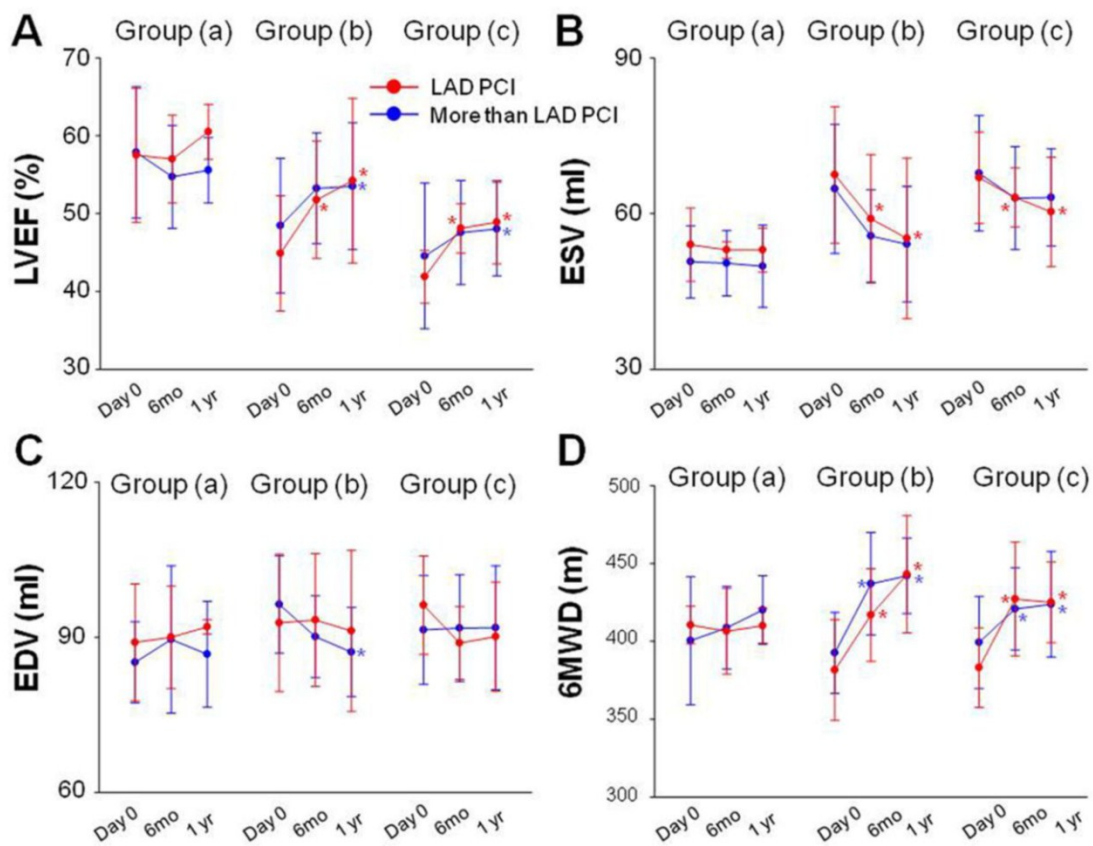 A Group (a) Group (b) Group (c)
LVEF (%)
70
60
50
40
30
LAD PCI
More than LAD PCI
* * * * * *
Day 0 6mo 1 yr Day 0 6mo 1 yr Day 0 6mo 1 yr
B Group (a) Group (b) Group (c)
ESV (ml)
90
60
30
* * * *
Day 0 6mo 1 yr Day 0 6mo 1 yr Day 0 6mo 1 yr
C
Group (a) Group (b) Group (c)
EDV (ml)
120
90
60
*
Day 0 6mo 1 yr Day 0 6mo 1 yr Day 0 6mo 1 yr
D
Group (a) Group (b) Group (c)
6MWD (m)
500
450
400
350
300
* * * * * * * *
Day 0 6mo 1 yr Day 0 6mo 1 yr Day 0 6mo 1 yr